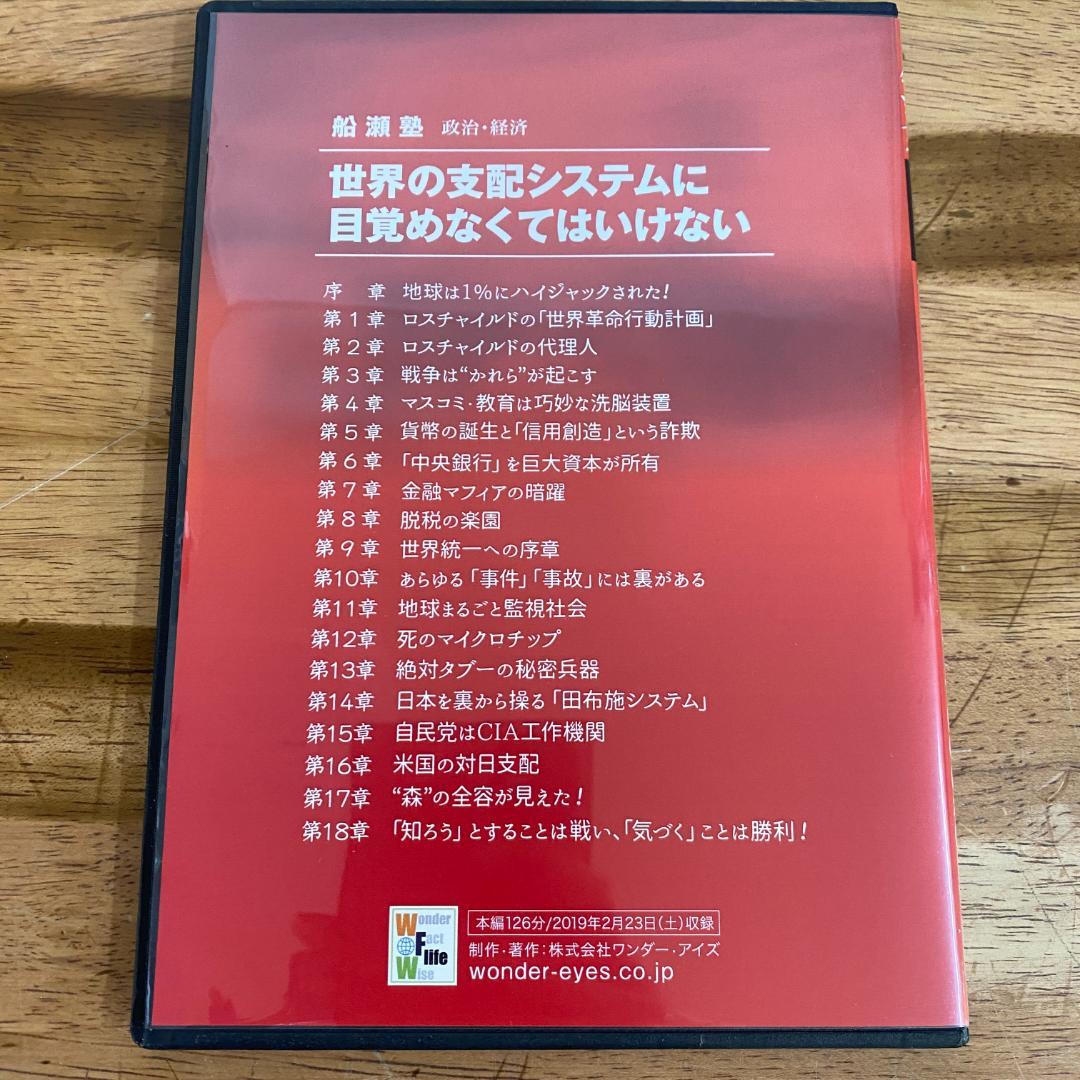 船瀬塾 政治・経済
世界の支配システムに
目覚めなくてはいけない
序 章 地球は1%にハイジャックされた!
第1章 ロスチャイルドの「世界革命行動計画」
第2章 ロスチャイルドの代理人
第3章 戦争は“かれら”が起こす
第4章 マスコミ・教育は巧妙な洗脳装置
第5章 貨幣の誕生と「信用創造」という詐欺
第6章 「中央銀行」を巨大資本が所有
第7章 金融マフィアの暗躍
第8章 脱税の楽園
第9章 世界統一への序章
第10章 あらゆる「事件」「事故」には裏がある
第11章 地球まるごと監視社会
第12章 死のマイクロチップ
第13章 絶対タブーの秘密兵器
第14章 日本を裏から操る「田布施システム」
第15章 自民党はCIA工作機関
第16章 米国の対日支配
第17章 “森”の全容が見えた!
第18章 「知ろう」とすることは戦い、「気づく」ことは勝利!
Wonder
Fact
life
Wise
本編126分/2019年2月23日(土)収録
制作・著作:株式会社ワンダー・アイズ
wonder-eyes.co.jp